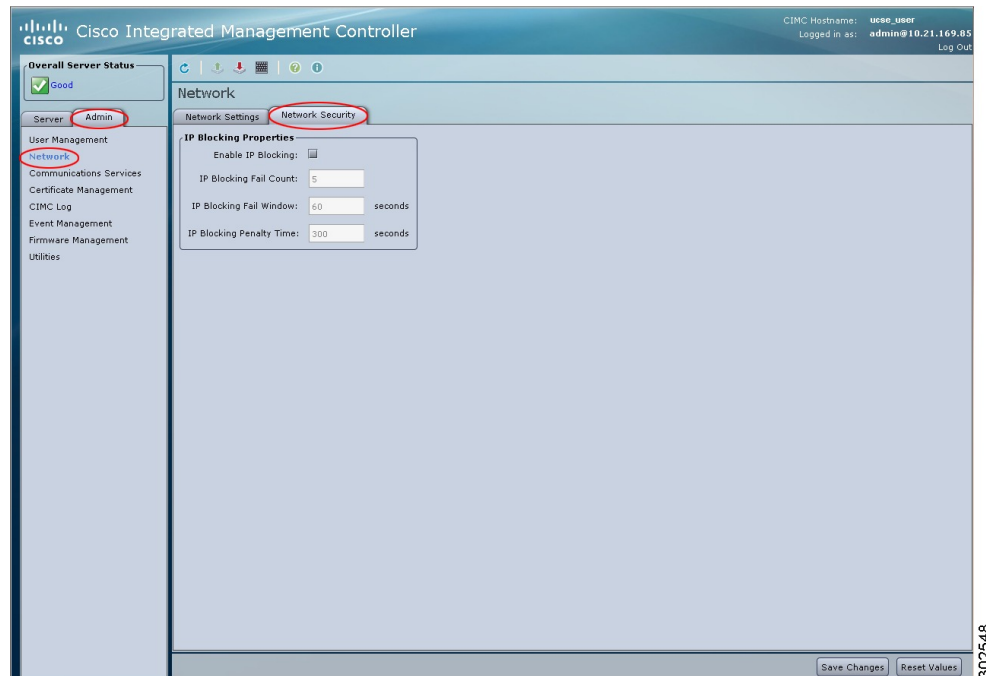 CISCO
Cisco Integrated Management Controller
CIMC Hostname: ucse_user
Logged in as: admin@10.21.169.85
Log Out
Overall Server Status
Good
Server
Admin
User Management
Network
Communications Services
Certificate Management
CIMC Log
Event Management
Firmware Management
Utilities
Network
Network Settings
Network Security
IP Blocking Properties
Enable IP Blocking:
IP Blocking Fail Count: 5
IP Blocking Fail Window: 60 seconds
IP Blocking Penalty Time: 300 seconds
Save Changes
Reset Values
302548